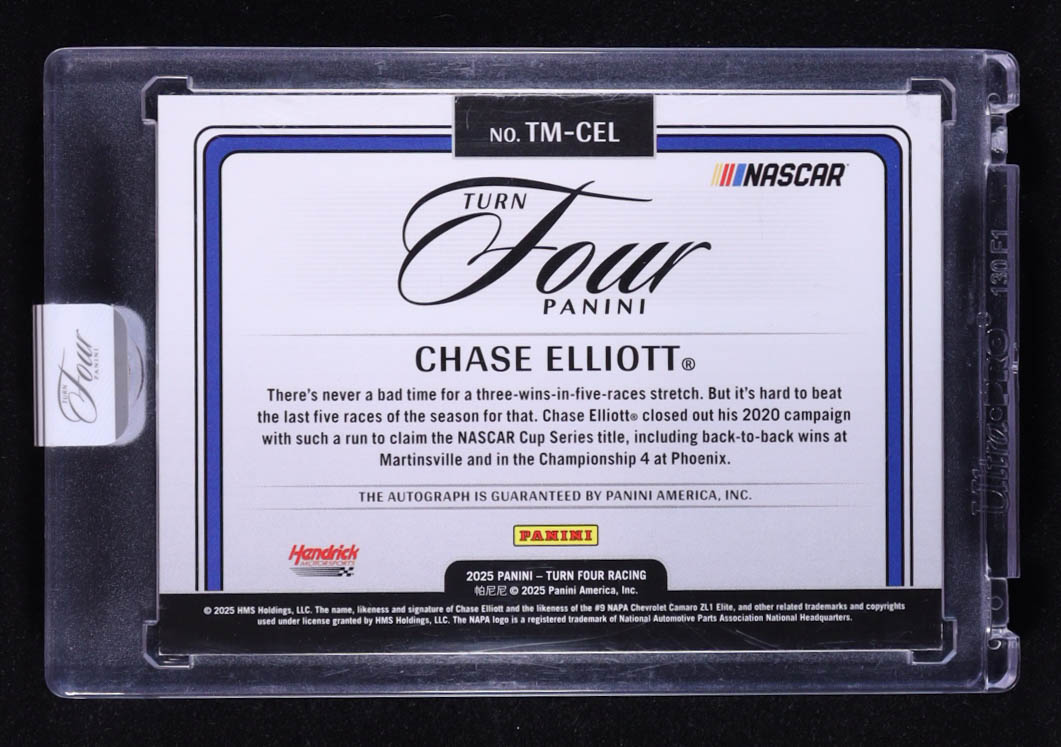 NO. TM-CEL
NASCAR
TURN
Four
PANINI
CHASE ELLIOTT®
There's never a bad time for a three-wins-in-five-races stretch. But it's hard to beat
the last five races of the season for that. Chase Elliott® closed out his 2020 campaign
with such a run to claim the NASCAR Cup Series title, including back-to-back wins at
Martinsville and in the Championship 4 at Phoenix.
THE AUTOGRAPH IS GUARANTEED BY PANINI AMERICA, INC.
PANINI
Hendrick
MOTORSPORTS
2025 PANINI – TURN FOUR RACING
帕尼尼 © 2025 Panini America, Inc.
© 2025 HMS Holdings, LLC. The name, likeness and signature of Chase Elliott and the likeness of the #9 NAPA Chevrolet Camaro ZL1 Elite, and other related trademarks and copyrights
used under license granted by HMS Holdings, LLC. The NAPA logo is a registered trademark of National Automotive Parts Association National Headquarters.
TURN
Four
PANINI
Ultra PRO® 130 F1